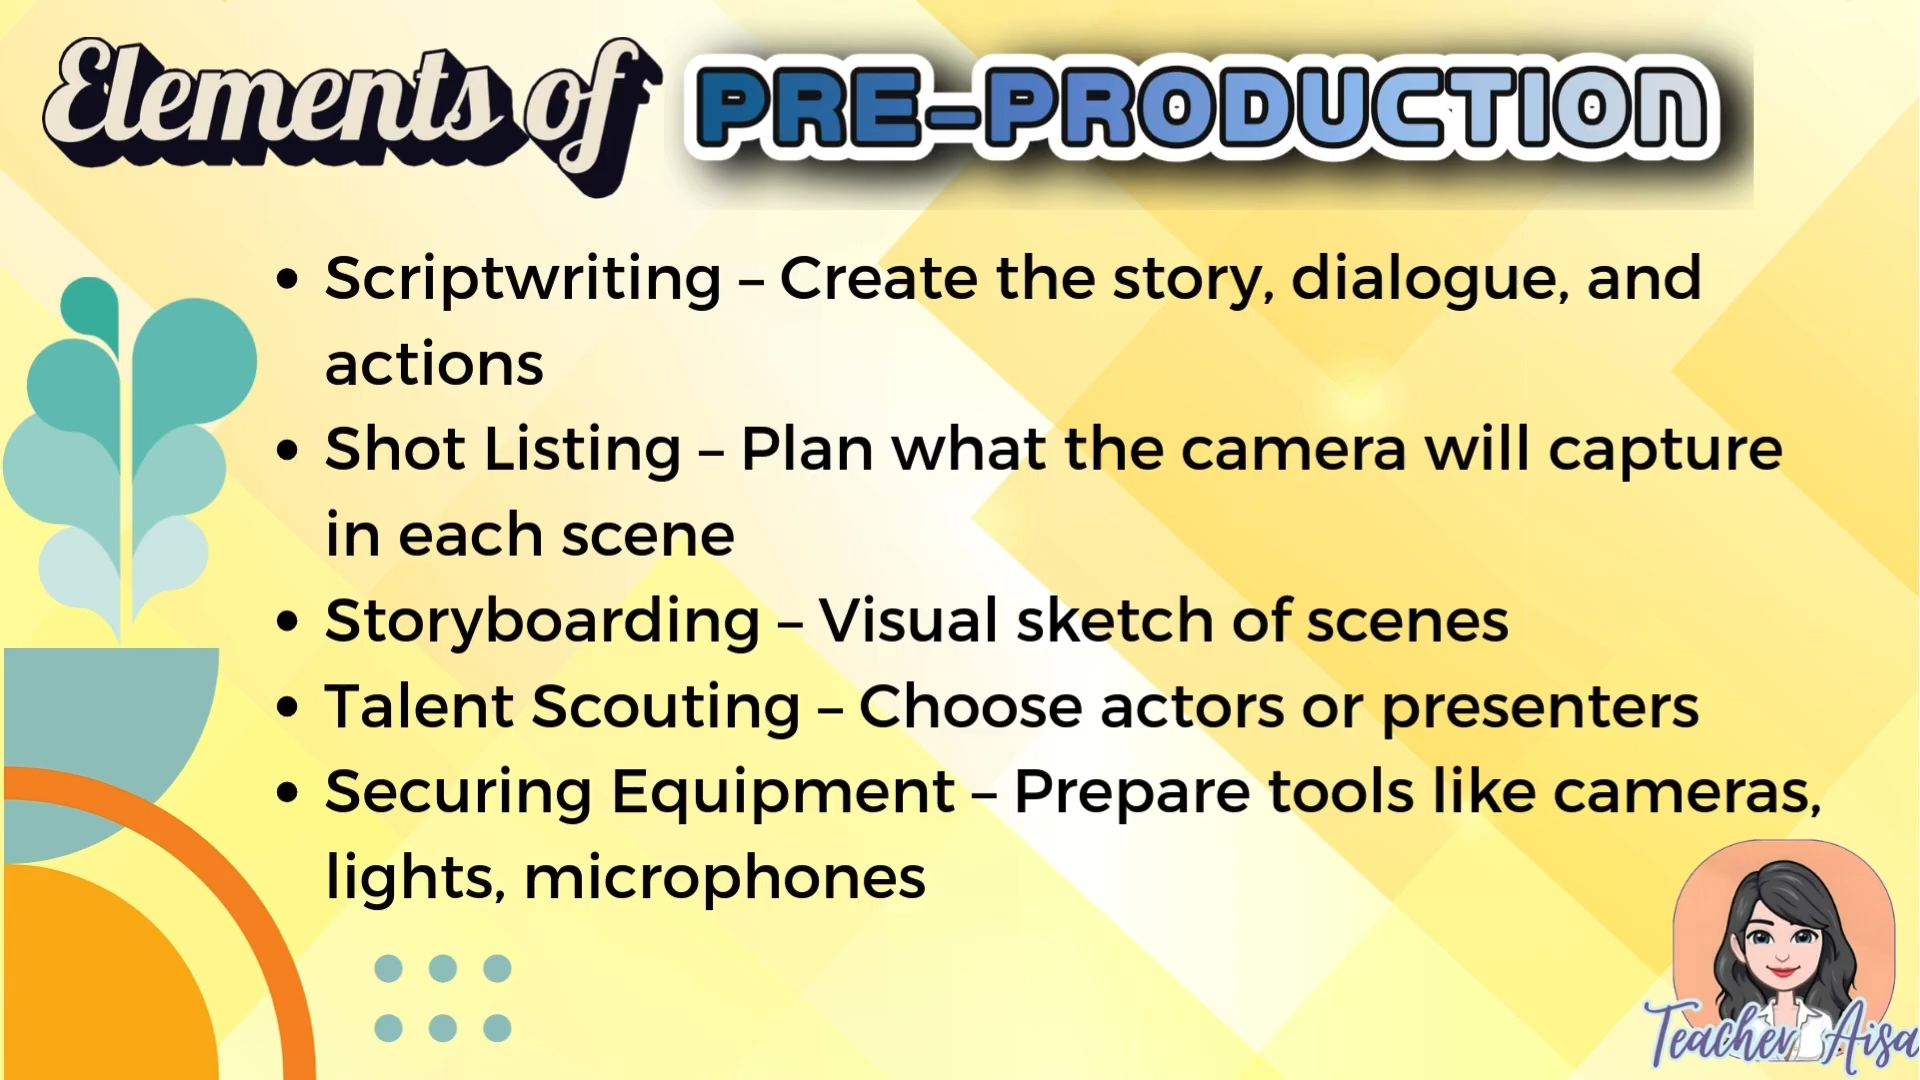 Elements of PRE-PRODUCTION
• Scriptwriting – Create the story, dialogue, and
actions
• Shot Listing – Plan what the camera will capture
in each scene
• Storyboarding – Visual sketch of scenes
• Talent Scouting – Choose actors or presenters
• Securing Equipment – Prepare tools like cameras,
lights, microphones
Teacher Aisa